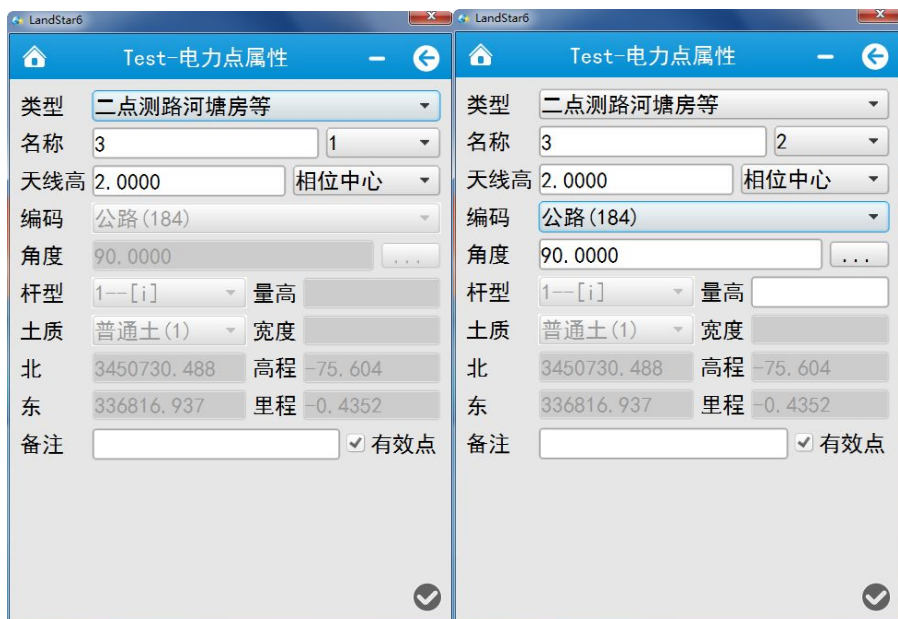 LandStar6
Test-电力点属性
类型 二点测路河塘房等
名称 3 1
天线高 2.0000 相位中心
编码 公路(184)
角度 90.0000 ...
杆型 1--[i] 量高
土质 普通土(1) 宽度
北 3450730.488 高程 -75.604
东 336816.937 里程 -0.4352
备注 有效点
LandStar6
Test-电力点属性
类型 二点测路河塘房等
名称 3 2
天线高 2.0000 相位中心
编码 公路(184)
角度 90.0000 ...
杆型 1--[i] 量高
土质 普通土(1) 宽度
北 3450730.488 高程 -75.604
东 336816.937 里程 -0.4352
备注 有效点